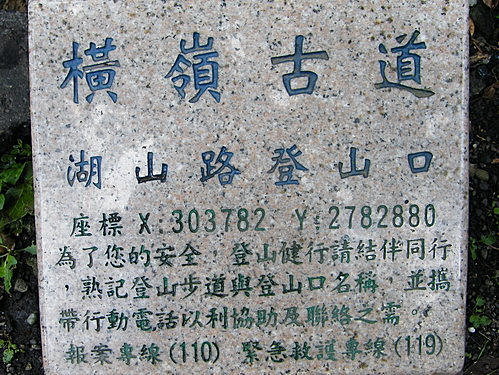 橫嶺古道
湖山路登山口
座標 X:303782 Y:2782880
為了您的安全，登山健行請結伴同行
，熟記登山步道與登山口名稱，並攜
帶行動電話以利協助及聯絡之需。
報案專線(110) 緊急救護專線(119)